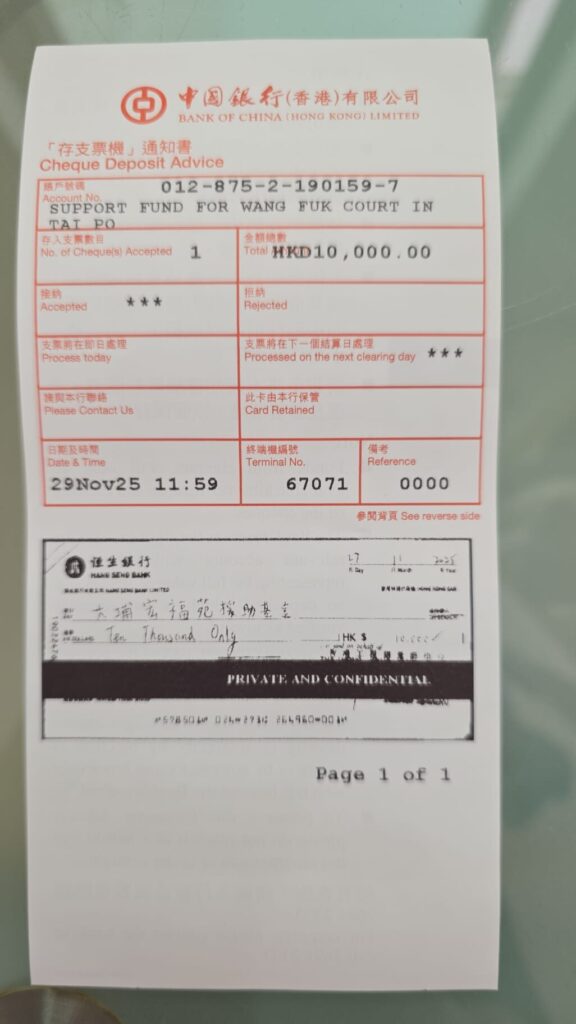 中國銀行(香港)有限公司
BANK OF CHINA (HONG KONG) LIMITED
「存支票機」通知書
Cheque Deposit Advice
賬戶號碼
Account No. 012-875-2-190159-7
SUPPORT FUND FOR WANG FUK COURT IN
TAI PO
存入支票數目
No. of Cheque(s) Accepted 1
金額總數
Total HKD10,000.00
接納
Accepted ***
拒納
Rejected
支票將在即日處理
Process today
支票將在下一個結算日處理
Processed on the next clearing day ***
請與本行聯絡
Please Contact Us
此卡由本行保管
Card Retained
日期及時間
Date & Time
29Nov25 11:59
終端機編號
Terminal No.
67071
備考
Reference
0000
參閱背頁 See reverse side
恒生銀行
HANG SENG BANK
27 11 2025
日 Day 月 Month 年 Year
大埔宏福苑援助基金
Ten Thousand Only HK $
PRIVATE AND CONFIDENTIAL
Page 1 of 1